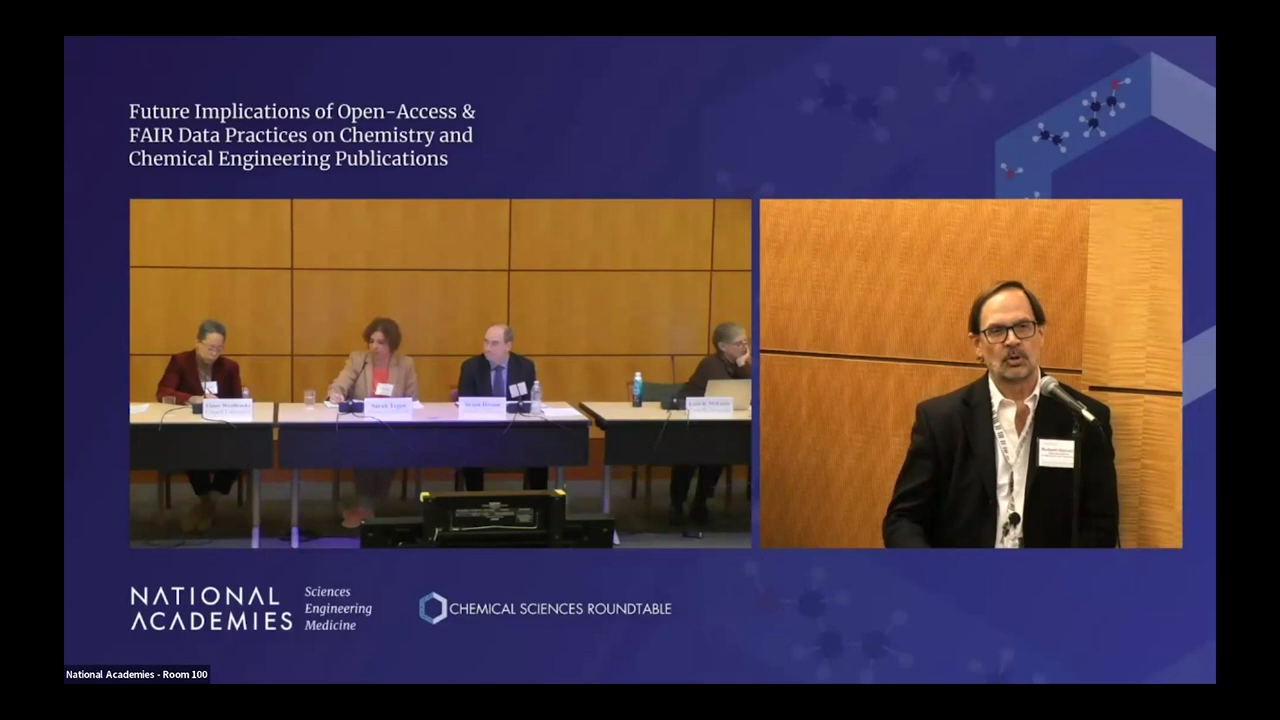 Future Implications of Open-Access &
FAIR Data Practices on Chemistry and
Chemical Engineering Publications
NATIONAL
ACADEMIES
Sciences
Engineering
Medicine
CHEMICAL SCIENCES ROUNDTABLE
National Academies - Room 100